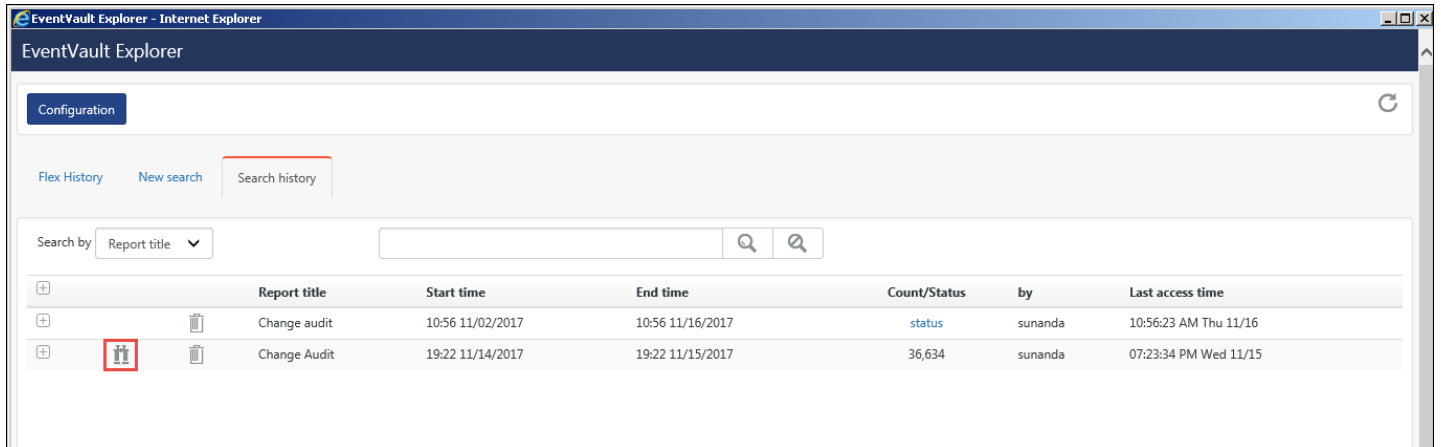 EventVault Explorer - Internet Explorer
EventVault Explorer
Configuration
Flex History New search Search history
Search by Report title
Report title Start time End time Count/Status by Last access time
Change audit 10:56 11/02/2017 10:56 11/16/2017 status sunanda 10:56:23 AM Thu 11/16
Change Audit 19:22 11/14/2017 19:22 11/15/2017 36,634 sunanda 07:23:34 PM Wed 11/15